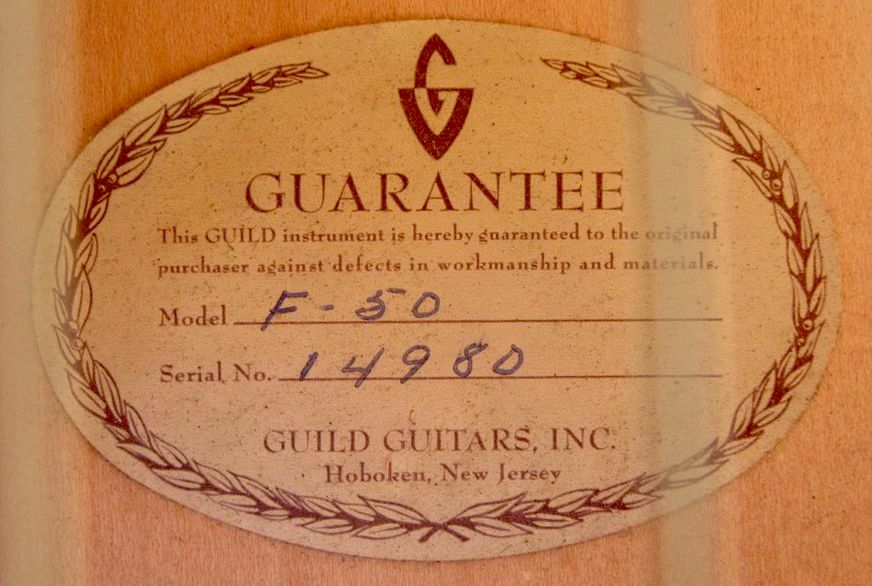 G
GUARANTEE
This GUILD instrument is hereby guaranteed to the original
purchaser against defects in workmanship and materials.
Model F-50
Serial No. 14980
GUILD GUITARS, INC.
Hoboken, New Jersey